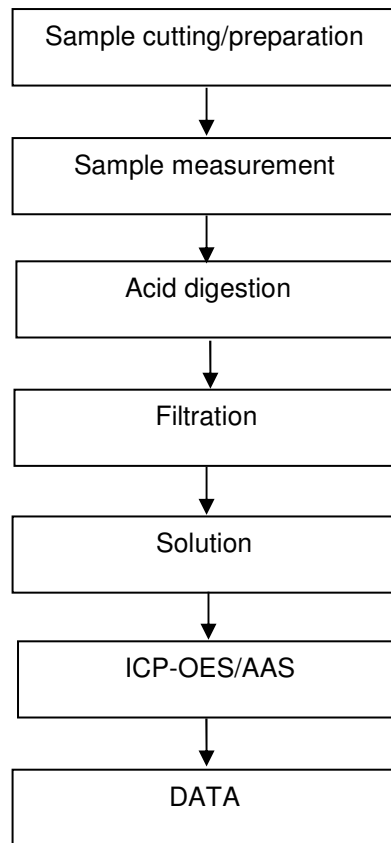 Sample cutting/preparation
Sample measurement
Acid digestion
Filtration
Solution
ICP-OES/AAS
DATA